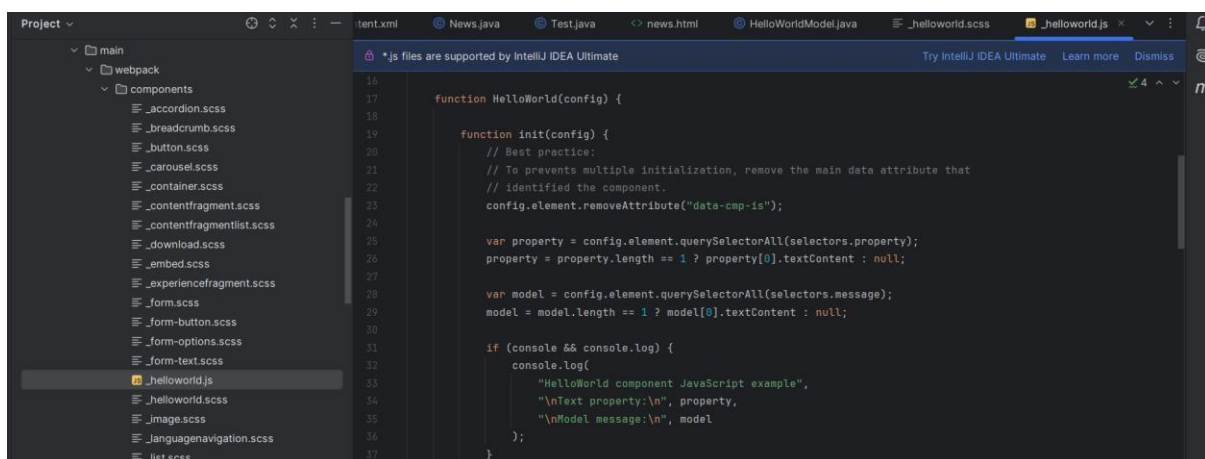 Project
tent.xml News.java Test.java news.html HelloWorldModel.java _helloworld.scss _helloworld.js
main
webpack
components
_accordion.scss
_breadcrumb.scss
_button.scss
_carousel.scss
_container.scss
_contentfragment.scss
_contentfragmentlist.scss
_download.scss
_embed.scss
_experiencefragment.scss
_form.scss
_form-button.scss
_form-options.scss
_form-text.scss
_helloworld.js
_helloworld.scss
_image.scss
_languagenavigation.scss
_list.scss
*.js files are supported by IntelliJ IDEA Ultimate Try IntelliJ IDEA Ultimate Learn more Dismiss
4
16
17 function HelloWorld(config) {
18
19 function init(config) {
20 // Best practice:
21 // To prevents multiple initialization, remove the main data attribute that
22 // identified the component.
23 config.element.removeAttribute("data-cmp-is");
24
25 var property = config.element.querySelectorAll(selectors.property);
26 property = property.length == 1 ? property[0].textContent : null;
27
28 var model = config.element.querySelectorAll(selectors.message);
29 model = model.length == 1 ? model[0].textContent : null;
30
31 if (console && console.log) {
32 console.log(
33 "HelloWorld component JavaScript example",
34 "\nText property:\n", property,
35 "\nModel message:\n", model
36 );
37 }